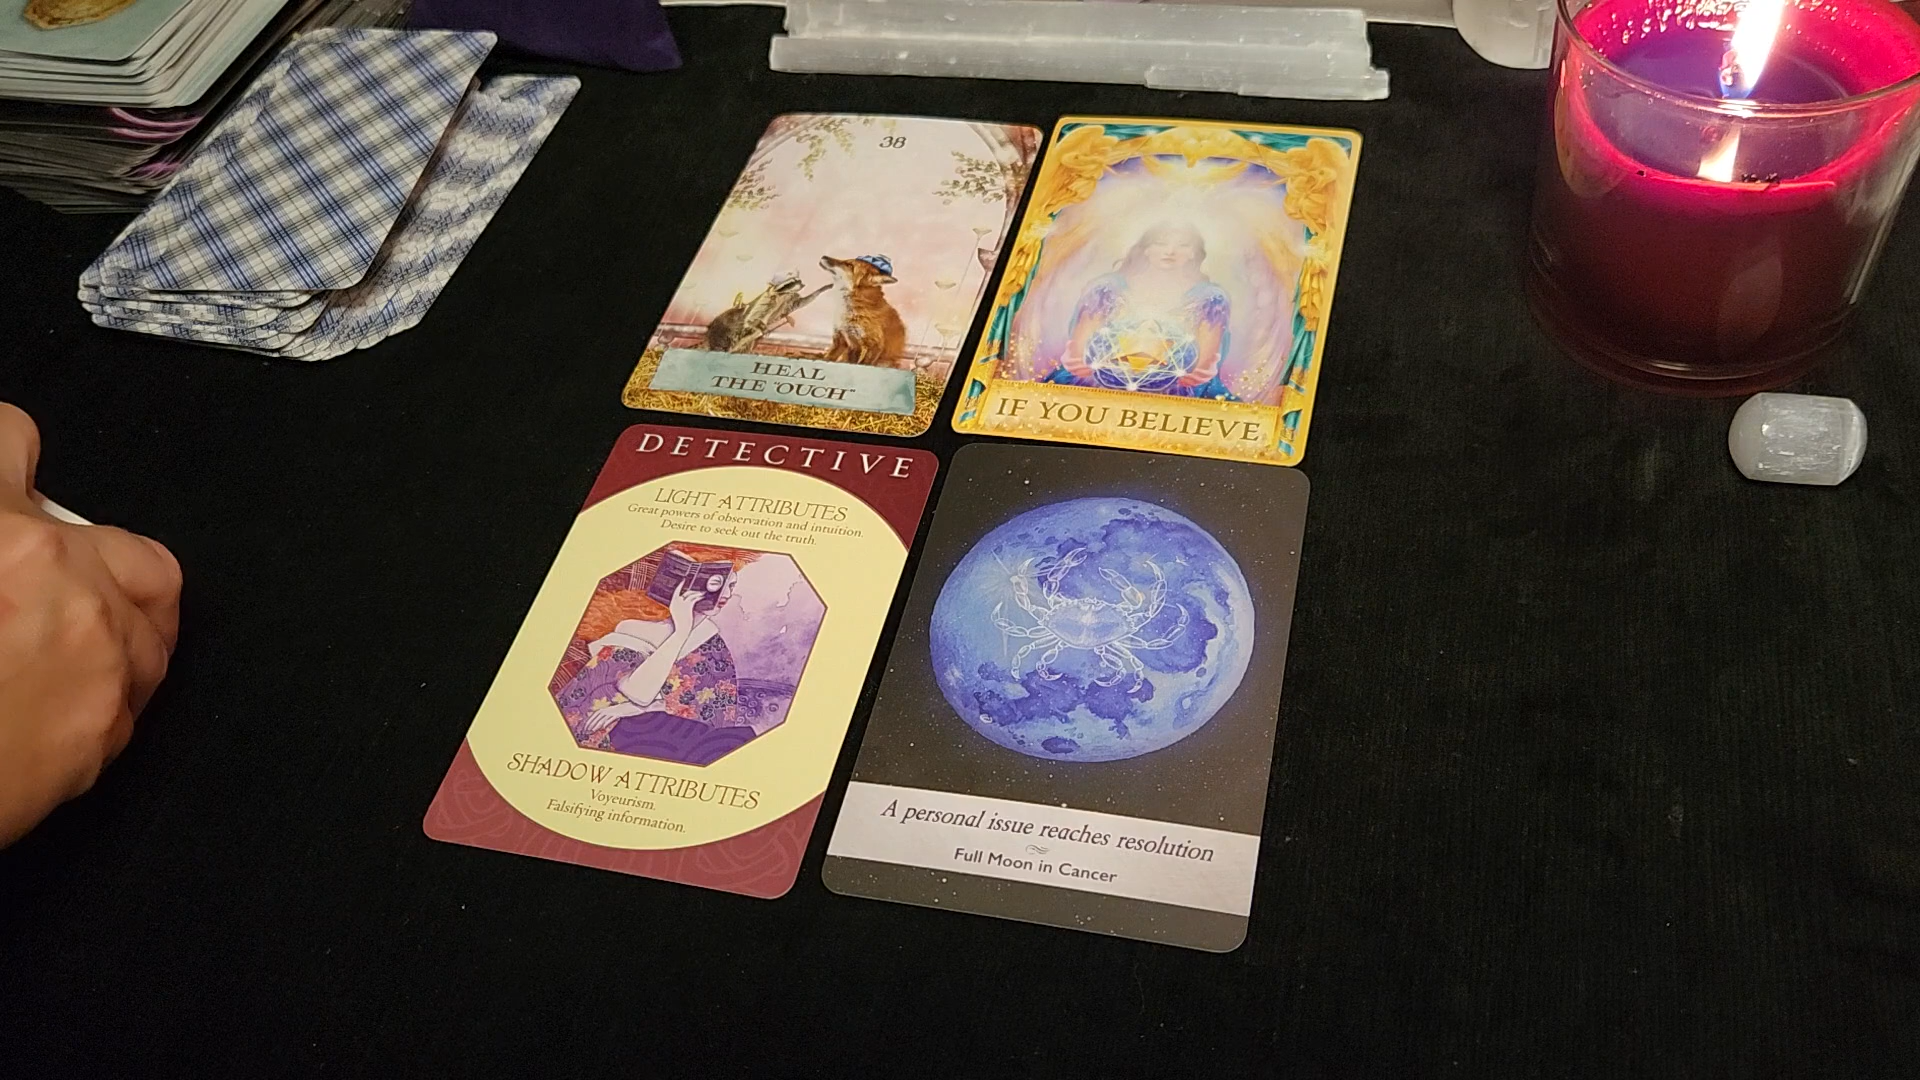 38
HEAL
THE "OUCH"
IF YOU BELIEVE
DETECTIVE
LIGHT ATTRIBUTES
Great powers of observation and intuition.
Desire to seek out the truth.
SHADOW ATTRIBUTES
Voyeurism.
Falsifying information.
A personal issue reaches resolution
Full Moon in Cancer